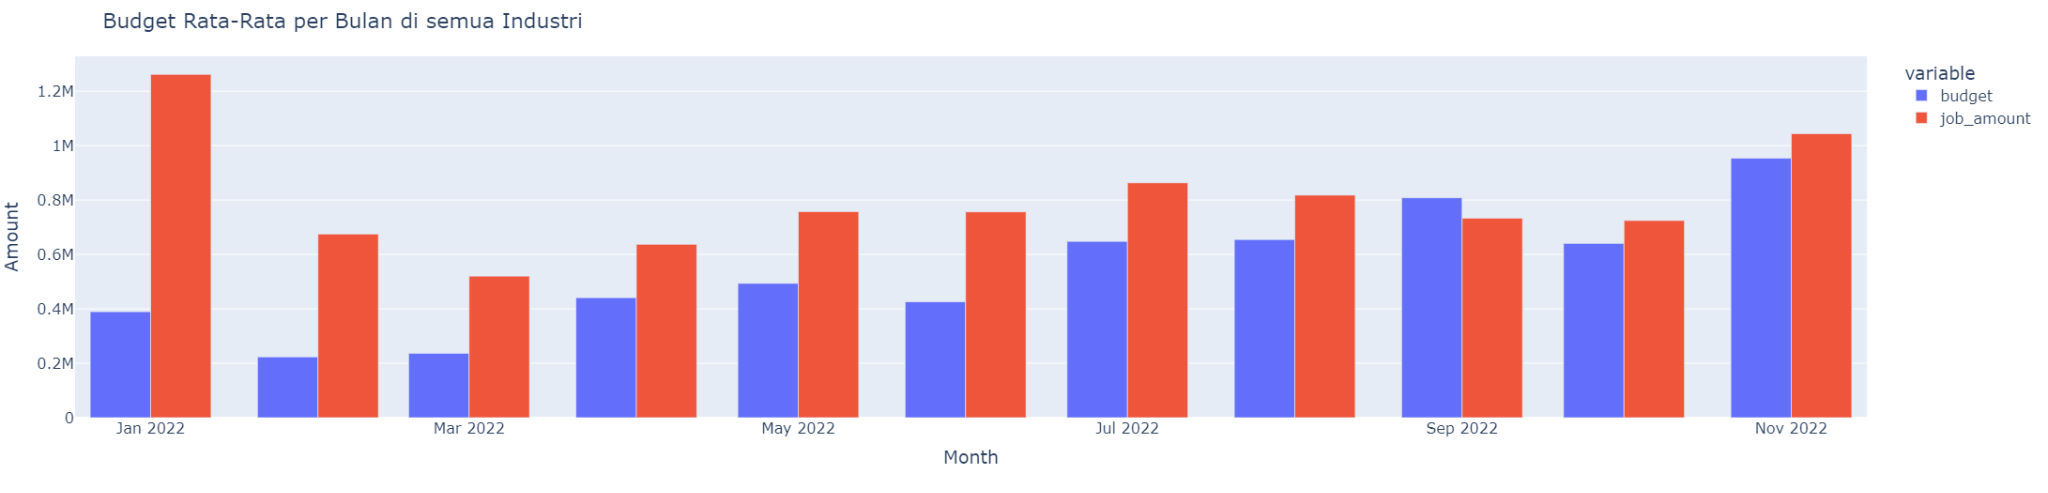 Budget Rata-Rata per Bulan di semua Industri
variable
budget
job_amount
Amount
1.2M
1M
0.8M
0.6M
0.4M
0.2M
0
Jan 2022
Mar 2022
May 2022
Jul 2022
Sep 2022
Nov 2022
Month